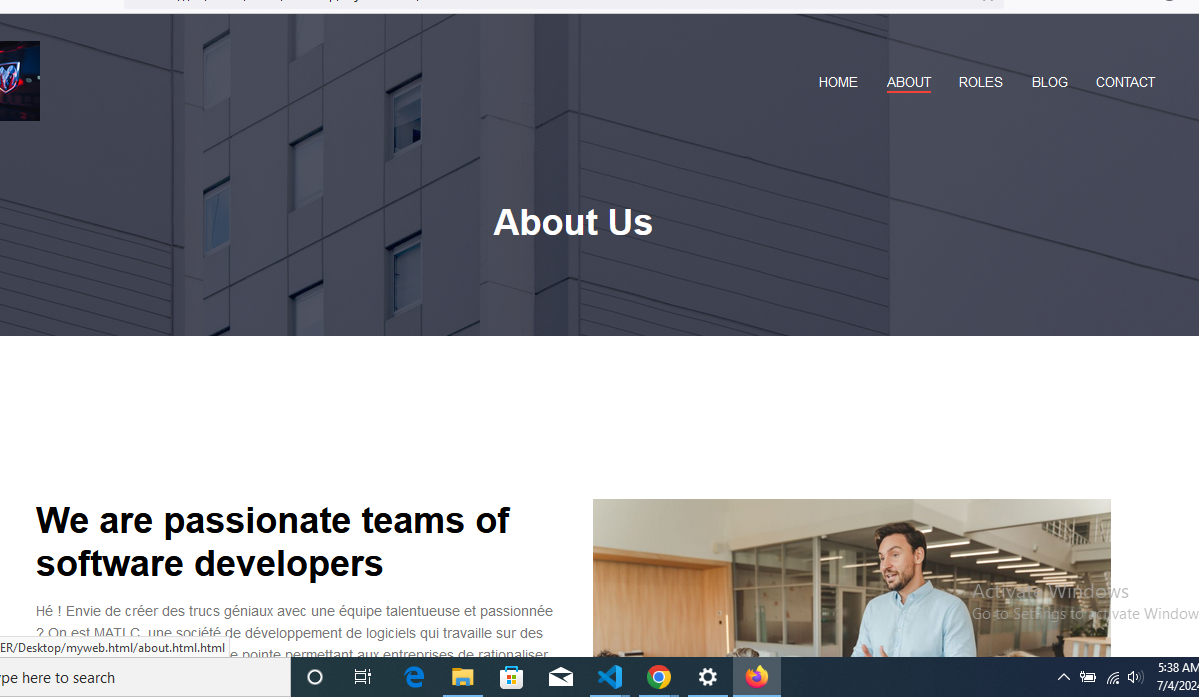 HOME ABOUT ROLES BLOG CONTACT
About Us
We are passionate teams of
software developers
Hé ! Envie de créer des trucs géniaux avec une équipe talentueuse et passionnée
? On est MATLC, une société de développement de logiciels qui travaille sur des
pointe permettant aux entreprises de rationaliser
Activate Windows
Go to Settings to activate Window
ER/Desktop/myweb.html/about.html.html
ype here to search
5:38 AM
7/4/202